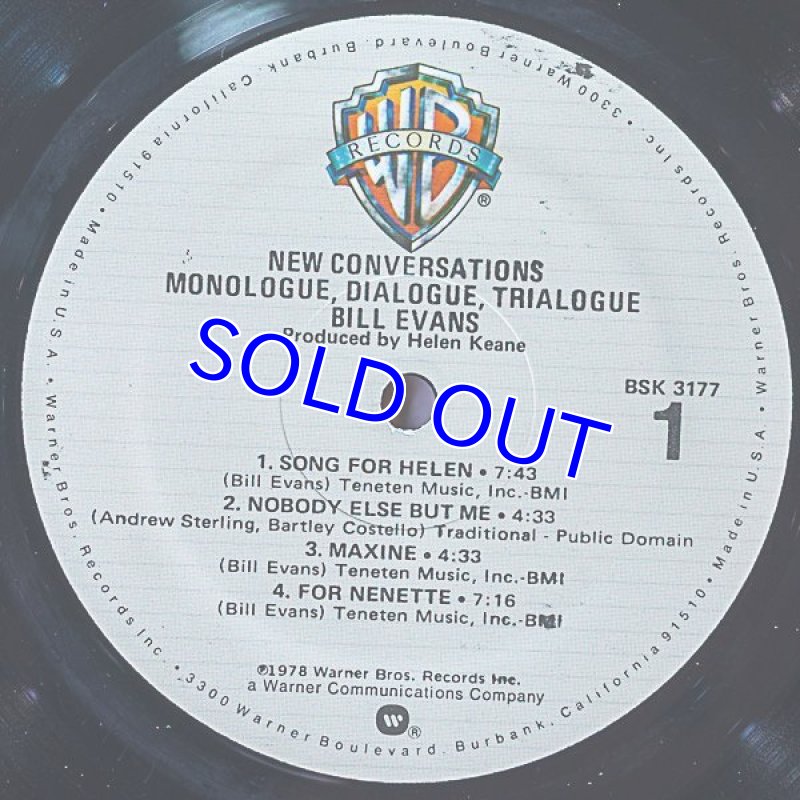 WB
RECORDS
®
NEW CONVERSATIONS
MONOLOGUE, DIALOGUE, TRIALOGUE
BILL EVANS
Produced by Helen Keane
SOLD OUT
BSK 3177
1
1. SONG FOR HELEN • 7:43
(Bill Evans) Teneten Music, Inc.-BMI
2. NOBODY ELSE BUT ME • 4:33
(Andrew Sterling, Bartley Costello) Traditional - Public Domain
3. MAXINE • 4:33
(Bill Evans) Teneten Music, Inc.-BMI
4. FOR NENETTE • 7:16
(Bill Evans) Teneten Music, Inc.-BMI
℗1978 Warner Bros. Records Inc.
a Warner Communications Company
W®
Warner Bros. Records Inc. • 3300 Warner Boulevard. Burbank. California 91510 • Made in U.S.A. • Warner Bros. Records Inc. • 3300 Warner Boulevard. Burbank. California 91510 • Made in U.S.A. •